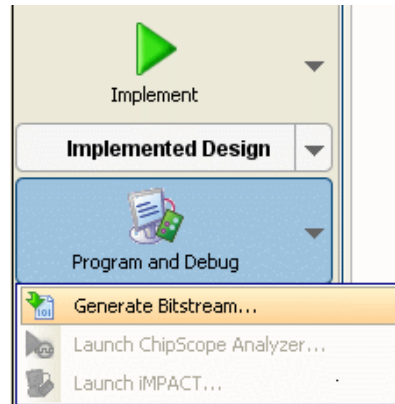 Implement
Implemented Design
Program and Debug
Generate Bitstream...
Launch ChipScope Analyzer...
Launch iMPACT...